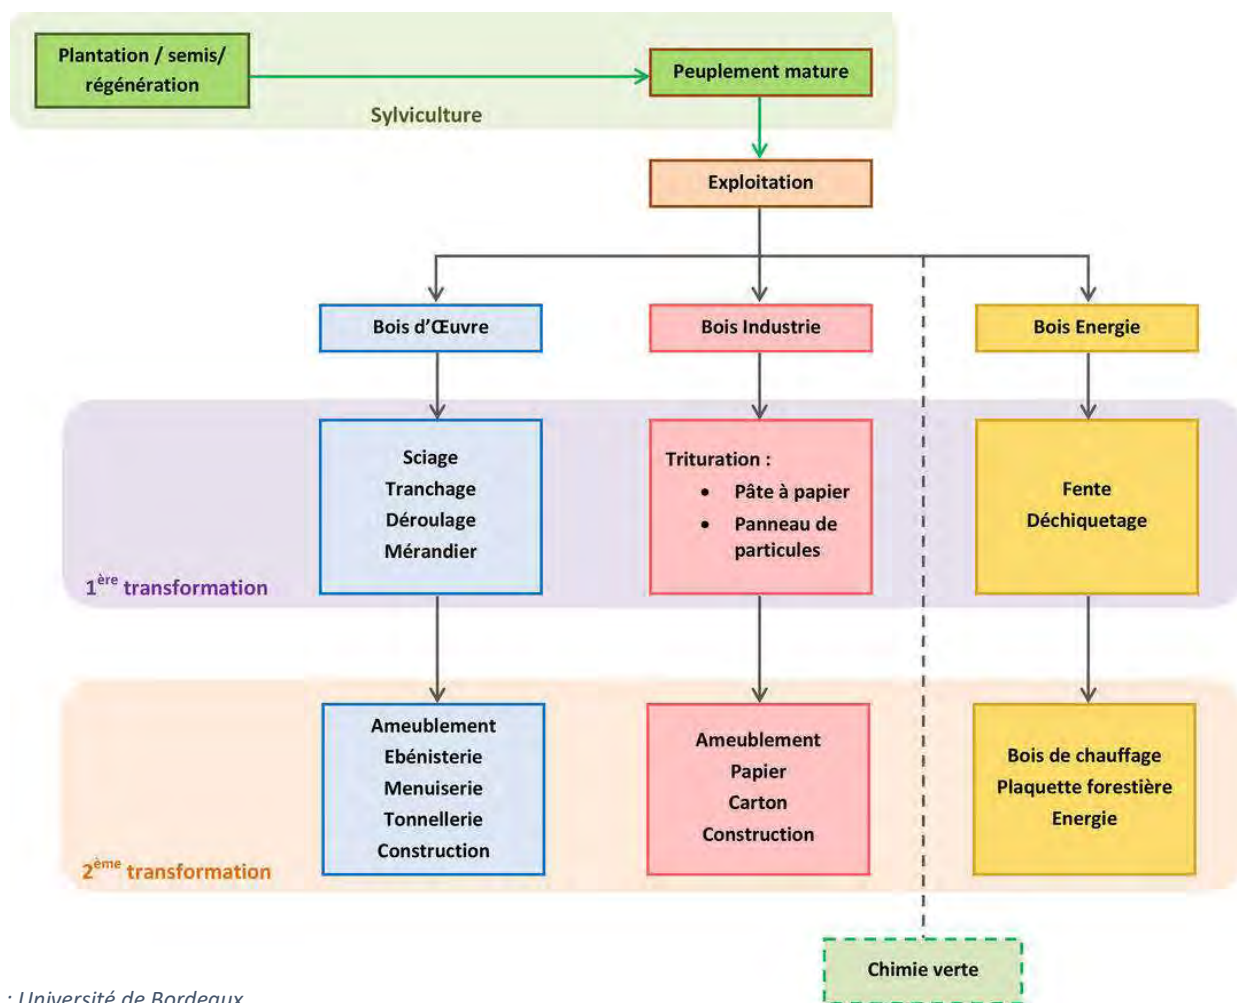 Plantation / semis/
régénération
Peuplement mature
Sylviculture
Exploitation
Bois d’Œuvre
Bois Industrie
Bois Energie
Sciage
Tranchage
Déroulage
Mérandier
Trituration :
• Pâte à papier
• Panneau de
particules
Fente
Déchiquetage
1ère transformation
Ameublement
Ebénisterie
Menuiserie
Tonnellerie
Construction
Ameublement
Papier
Carton
Construction
Bois de chauffage
Plaquette forestière
Energie
2ème transformation
Chimie verte
: Université de Bordeaux